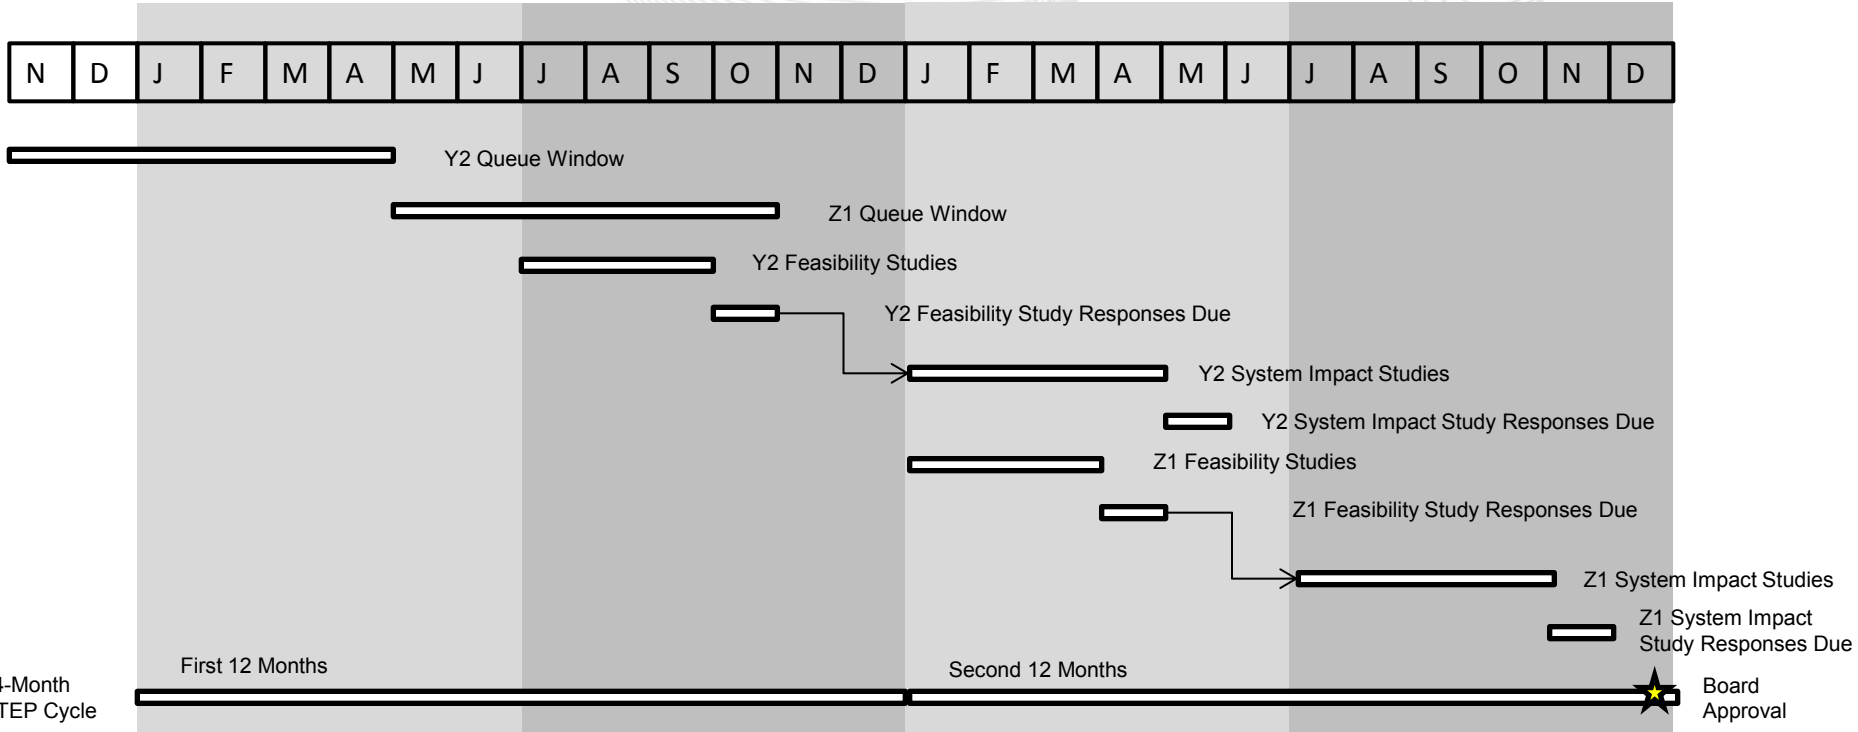 N D J F M A M J J A S O N D J F M A M J J A S O N D
Y2 Queue Window
Z1 Queue Window
Y2 Feasibility Studies
Y2 Feasibility Study Responses Due
Y2 System Impact Studies
Y2 System Impact Study Responses Due
Z1 Feasibility Studies
Z1 Feasibility Study Responses Due
Z1 System Impact Studies
Z1 System Impact
Study Responses Due
First 12 Months
Second 12 Months
-Month
TEP Cycle
Board
Approval